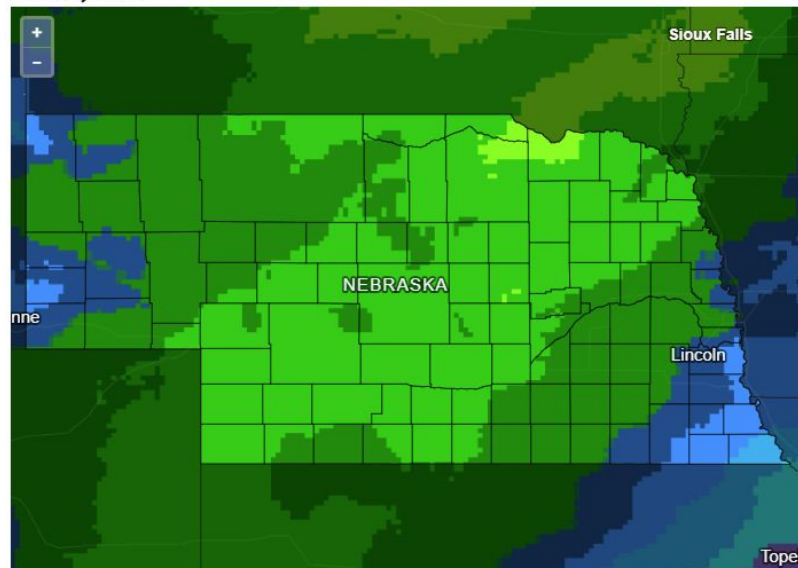 +
Sioux Falls
–
NEBRASKA
nne
Lincoln
Tope